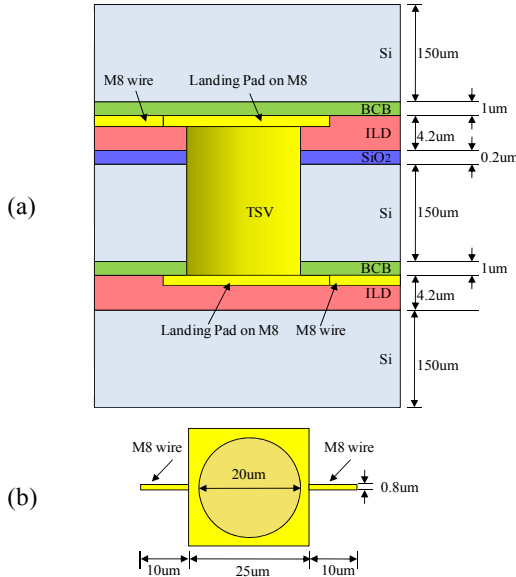 Si
150um
M8 wire
Landing Pad on M8
BCB
1um
ILD
4.2um
SiO2
0.2um
(a)
TSV
Si
150um
BCB
1um
ILD
4.2um
Landing Pad on M8
M8 wire
Si
150um
M8 wire
M8 wire
(b)
20um
0.8um
10um
25um
10um